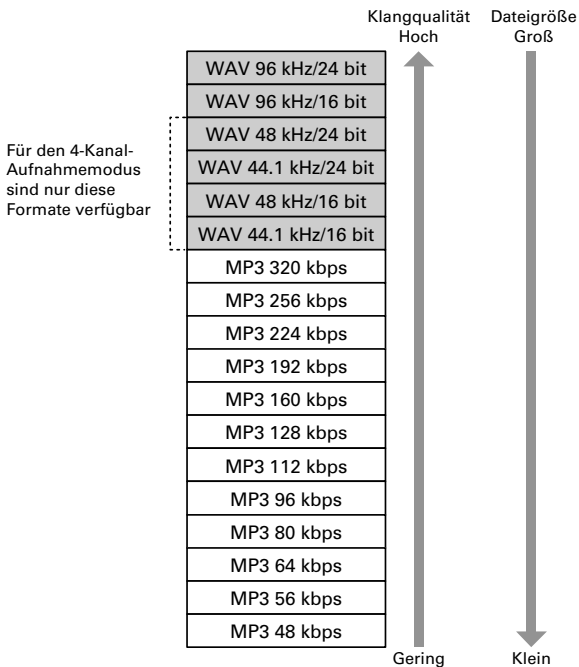 Klangqualität
Hoch
Dateigröße
Groß
WAV 96 kHz/24 bit
WAV 96 kHz/16 bit
WAV 48 kHz/24 bit
WAV 44.1 kHz/24 bit
WAV 48 kHz/16 bit
WAV 44.1 kHz/16 bit
Für den 4-Kanal-
Aufnahmemodus
sind nur diese
Formate verfügbar
MP3 320 kbps
MP3 256 kbps
MP3 224 kbps
MP3 192 kbps
MP3 160 kbps
MP3 128 kbps
MP3 112 kbps
MP3 96 kbps
MP3 80 kbps
MP3 64 kbps
MP3 56 kbps
MP3 48 kbps
Gering
Klein